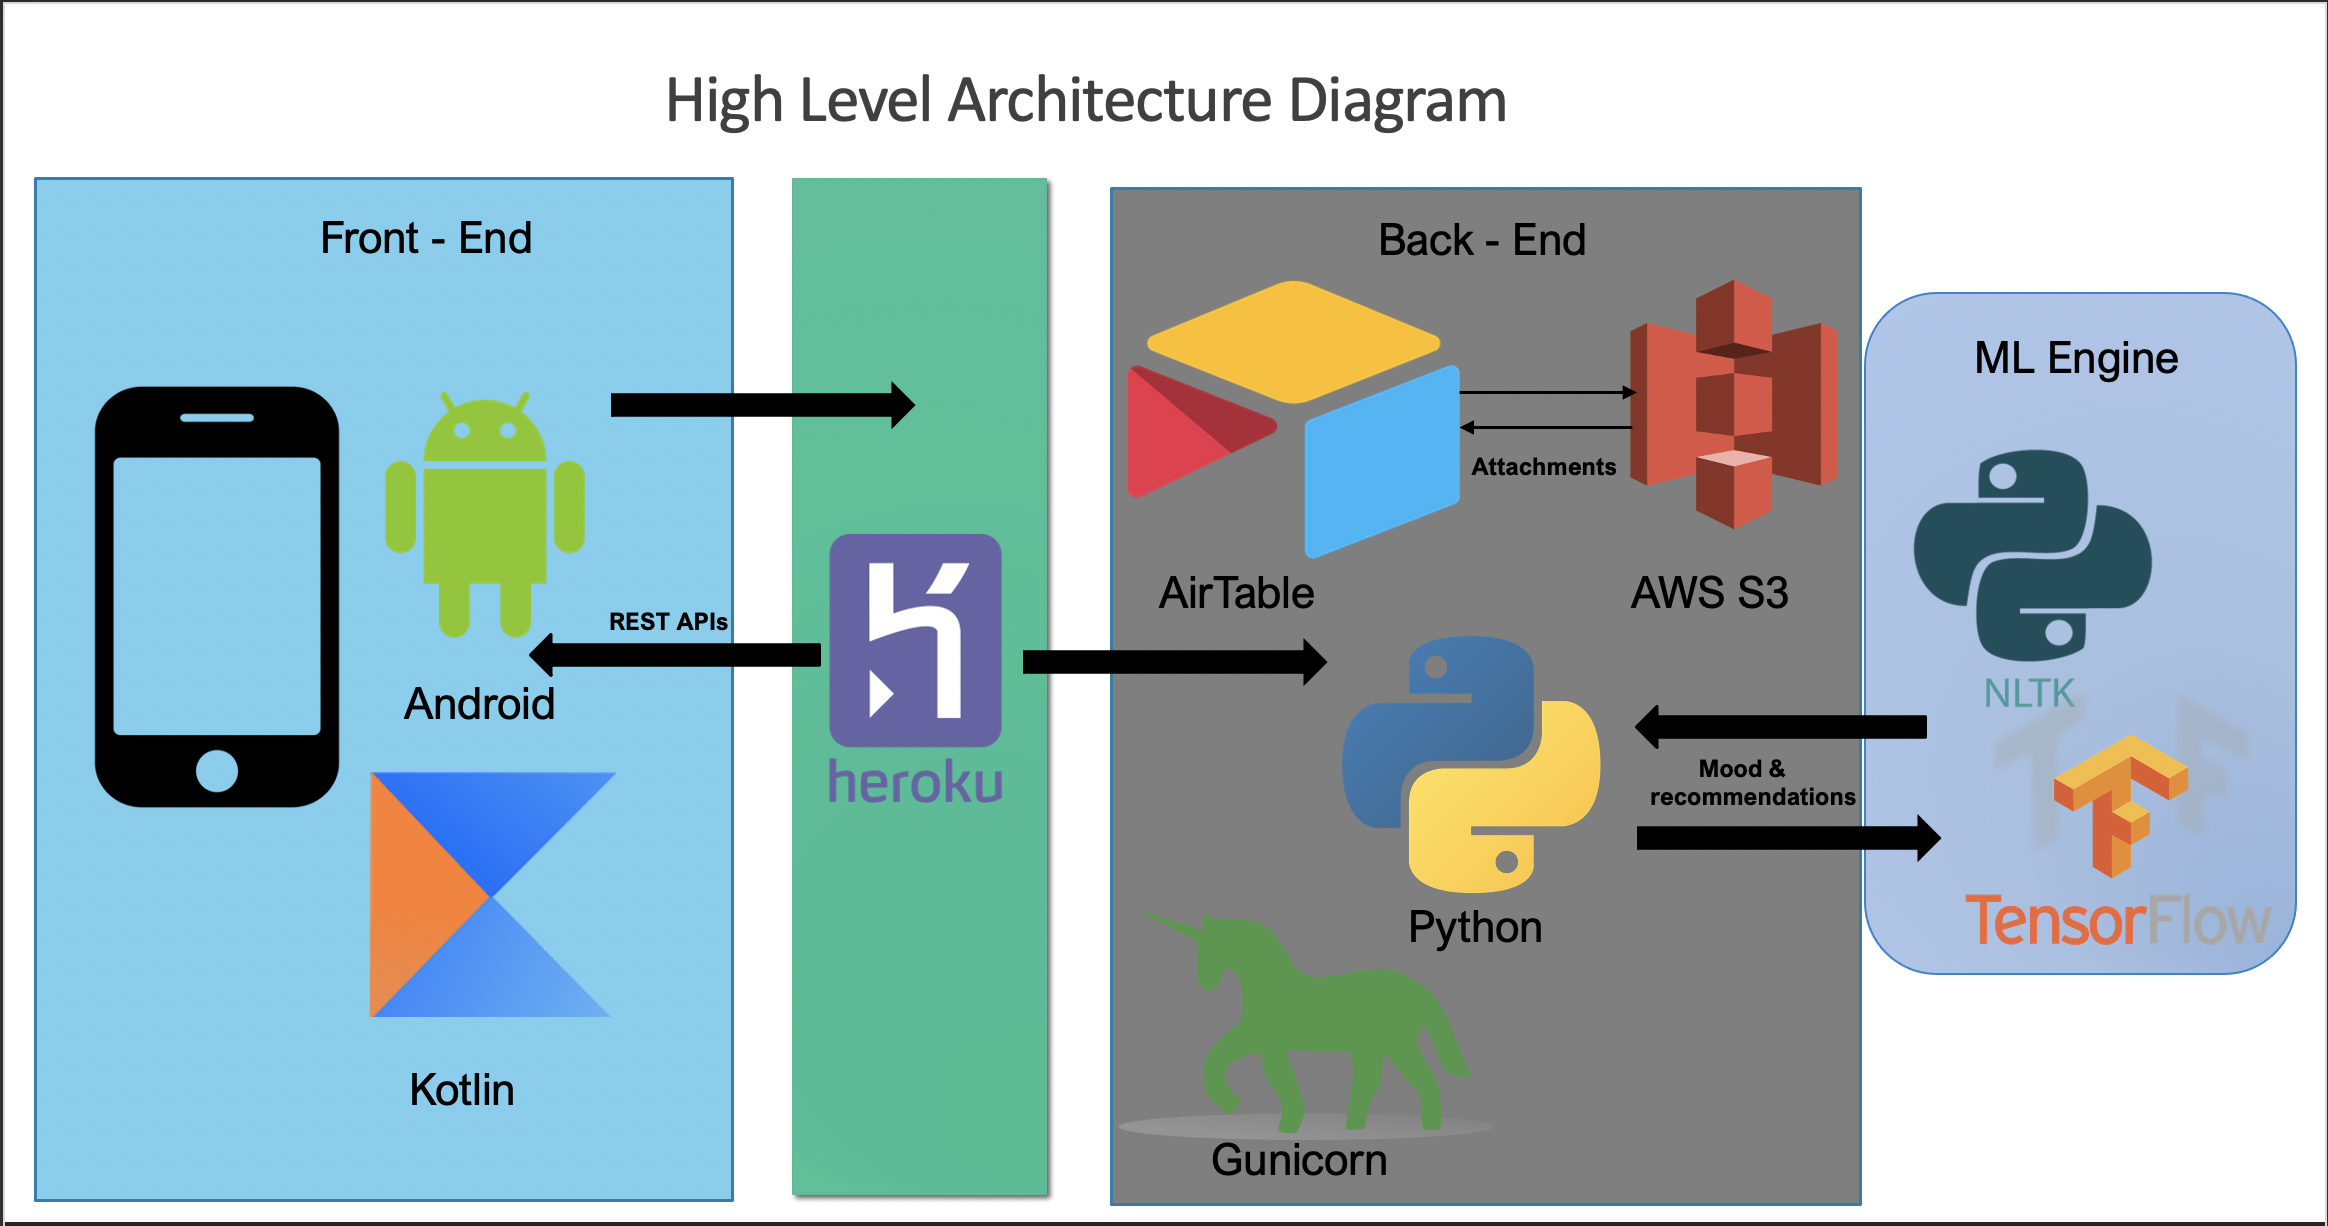 High Level Architecture Diagram
Front - End
Android
Kotlin
REST APIs
heroku
Back - End
Attachments
AirTable
AWS S3
Python
Gunicorn
Mood &
recommendations
ML Engine
NLTK
TensorFlow